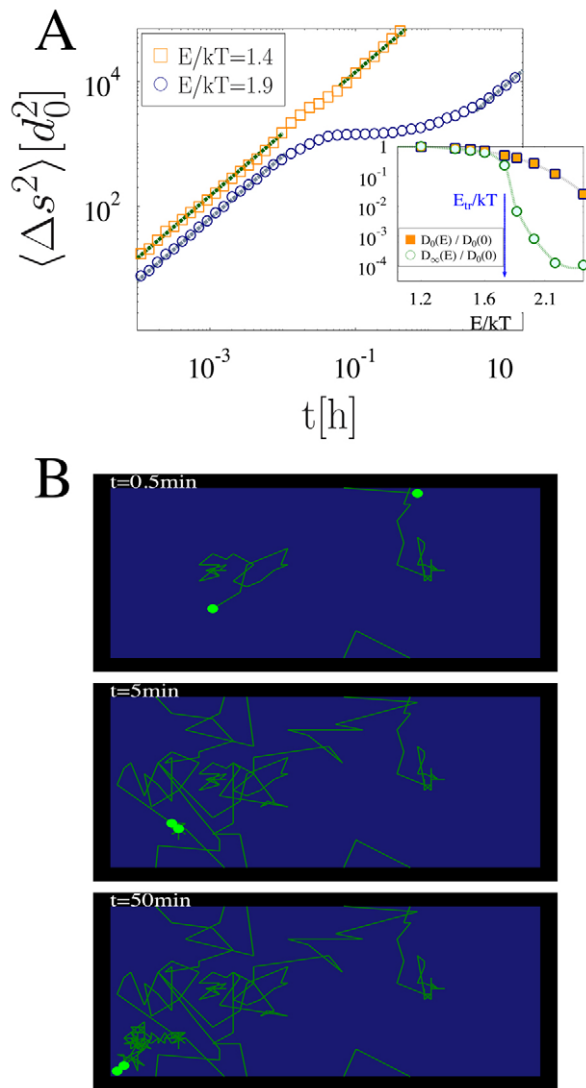 A
E/kT=1.4
E/kT=1.9
⟨Δs²⟩[d₀²]
10⁴
10²
10⁻³
10⁻¹
10
t[h]
1
10⁻¹
10⁻²
10⁻³
10⁻⁴
E_tr/kT
D₀(E) / D₀(0)
D∞(E) / D₀(0)
1.2 1.6 2.1
E/kT
B
t=0.5min
t=5min
t=50min